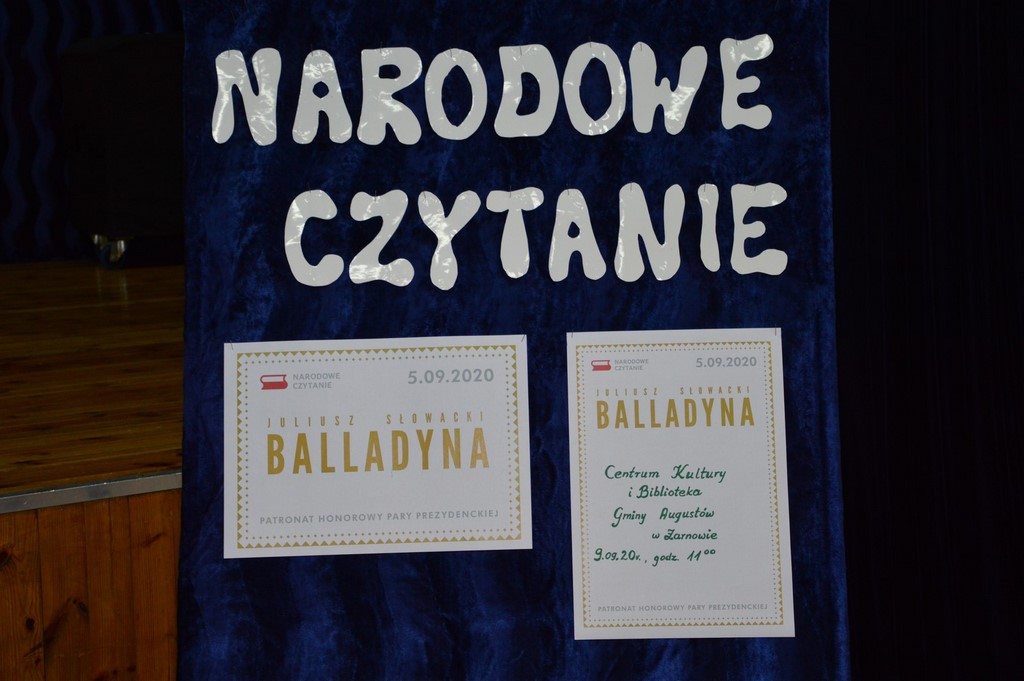 NARODOWE
CZYTANIE
NARODOWE
CZYTANIE
5.09.2020
JULIUSZ SŁOWACKI
BALLADYNA
PATRONAT HONOROWY PARY PREZYDENCKIEJ
NARODOWE
CZYTANIE
5.09.2020
JULIUSZ SŁOWACKI
BALLADYNA
Centrum Kultury
i Biblioteka
Gminy Augustów
w Żarnowie
9.09.20r., godz. 11⁰⁰
PATRONAT HONOROWY PARY PREZYDENCKIEJ